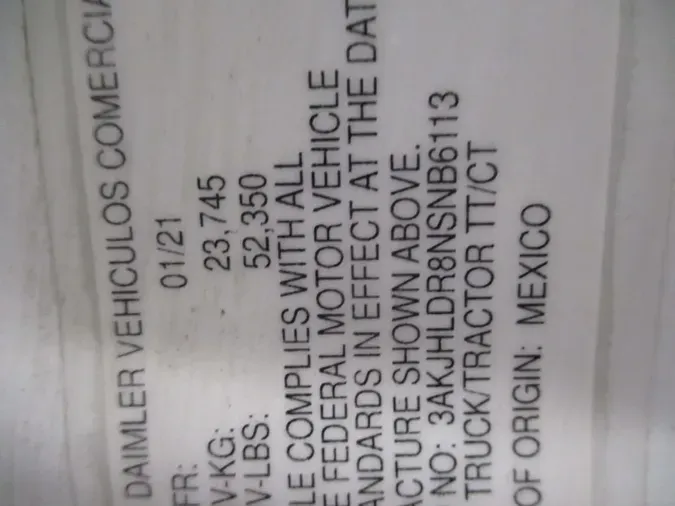 DAIMLER VEHICULOS COMERCIA
FR: 01/21
V-KG: 23,745
V-LBS: 52,350
LE COMPLIES WITH ALL
E FEDERAL MOTOR VEHICLE
ANDARDS IN EFFECT AT THE DAT
ACTURE SHOWN ABOVE.
NO: 3AKJHLDR8NSNB6113
TRUCK/TRACTOR TT/CT
OF ORIGIN: MEXICO